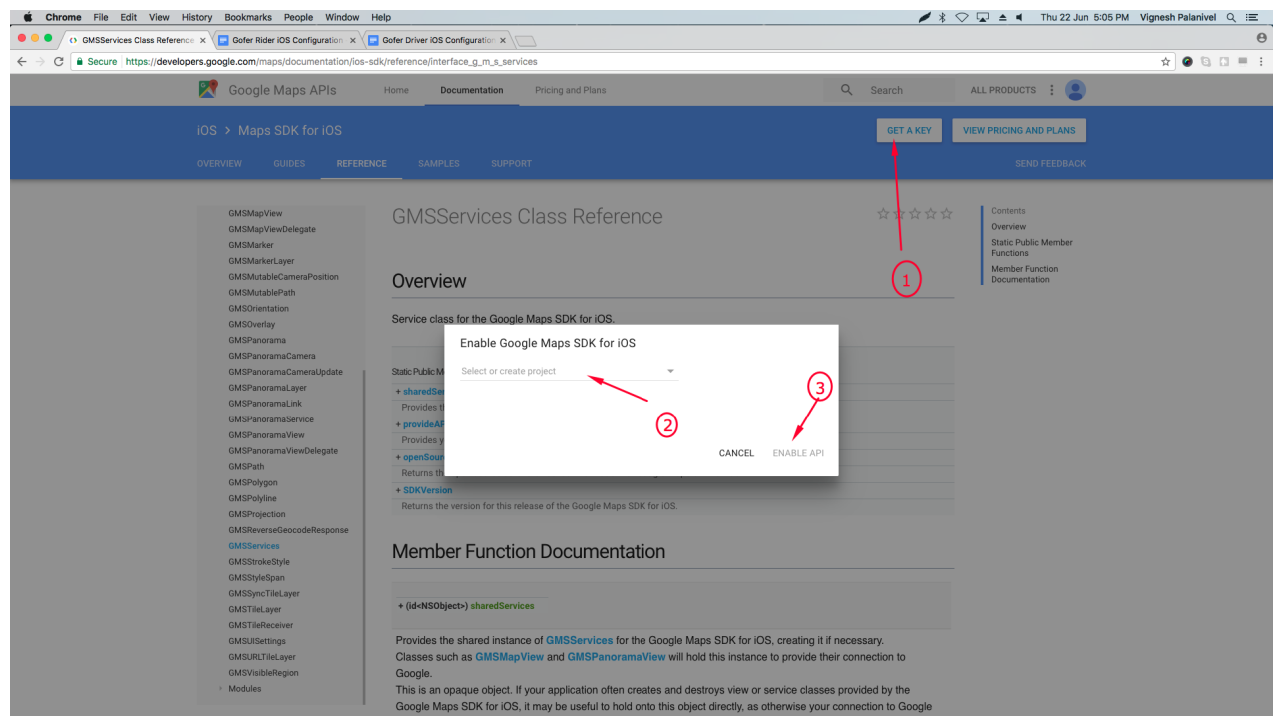 Chrome File Edit View History Bookmarks People Window Help Thu 22 Jun 5:05 PM Vignesh Palanivel
GMSServices Class Reference Gofer Rider iOS Configuration Gofer Driver iOS Configuration
Secure https://developers.google.com/maps/documentation/ios-sdk/reference/interface_g_m_s_services
Google Maps APIs Home Documentation Pricing and Plans Search ALL PRODUCTS
iOS > Maps SDK for iOS GET A KEY VIEW PRICING AND PLANS
OVERVIEW GUIDES REFERENCE SAMPLES SUPPORT SEND FEEDBACK
GMSMapView
GMSMapViewDelegate
GMSMarker
GMSMarkerLayer
GMSMutableCameraPosition
GMSMutablePath
GMSOrientation
GMSOverlay
GMSPanorama
GMSPanoramaCamera
GMSPanoramaCameraUpdate
GMSPanoramaLayer
GMSPanoramaLink
GMSPanoramaService
GMSPanoramaView
GMSPanoramaViewDelegate
GMSPath
GMSPolygon
GMSPolyline
GMSProjection
GMSReverseGeocodeResponse
GMSServices
GMSStrokeStyle
GMSStyleSpan
GMSSyncTileLayer
GMSTileLayer
GMSTileReceiver
GMSUISettings
GMSURLTileLayer
GMSVisibleRegion
Modules
GMSServices Class Reference
Overview
Service class for the Google Maps SDK for iOS.
Static Public M
+ sharedSer
Provides t
+ provideAP
Provides y
+ openSour
Returns th
+ SDKVersion
Returns the version for this release of the Google Maps SDK for iOS.
Enable Google Maps SDK for iOS
Select or create project
CANCEL ENABLE API
1
2
3
Member Function Documentation
+ (id<NSObject>) sharedServices
Provides the shared instance of GMSServices for the Google Maps SDK for iOS, creating it if necessary.
Classes such as GMSMapView and GMSPanoramaView will hold this instance to provide their connection to
Google.
This is an opaque object. If your application often creates and destroys view or service classes provided by the
Google Maps SDK for iOS, it may be useful to hold onto this object directly, as otherwise your connection to Google
Contents
Overview
Static Public Member
Functions
Member Function
Documentation